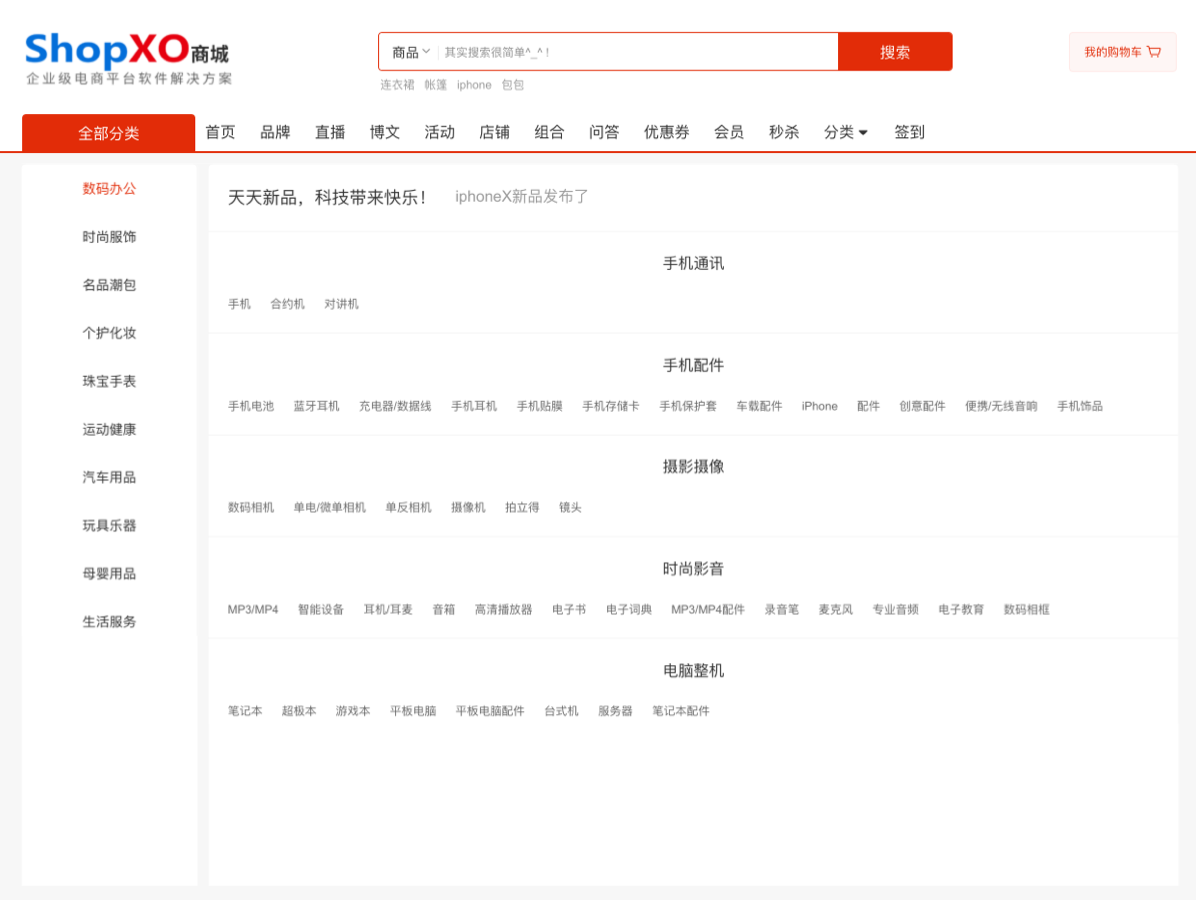 ShopXO商城
企业级电商平台软件解决方案
商品 其实搜索很简单^_^！ 搜索
我的购物车
连衣裙 帐篷 iphone 包包
全部分类 首页 品牌 直播 博文 活动 店铺 组合 问答 优惠券 会员 秒杀 分类 签到
数码办公
时尚服饰
名品潮包
个护化妆
珠宝手表
运动健康
汽车用品
玩具乐器
母婴用品
生活服务
天天新品，科技带来快乐！ iphoneX新品发布了
手机通讯
手机 合约机 对讲机
手机配件
手机电池 蓝牙耳机 充电器/数据线 手机耳机 手机贴膜 手机存储卡 手机保护套 车载配件 iPhone 配件 创意配件 便携/无线音响 手机饰品
摄影摄像
数码相机 单电/微单相机 单反相机 摄像机 拍立得 镜头
时尚影音
MP3/MP4 智能设备 耳机/耳麦 音箱 高清播放器 电子书 电子词典 MP3/MP4配件 录音笔 麦克风 专业音频 电子教育 数码相框
电脑整机
笔记本 超极本 游戏本 平板电脑 平板电脑配件 台式机 服务器 笔记本配件